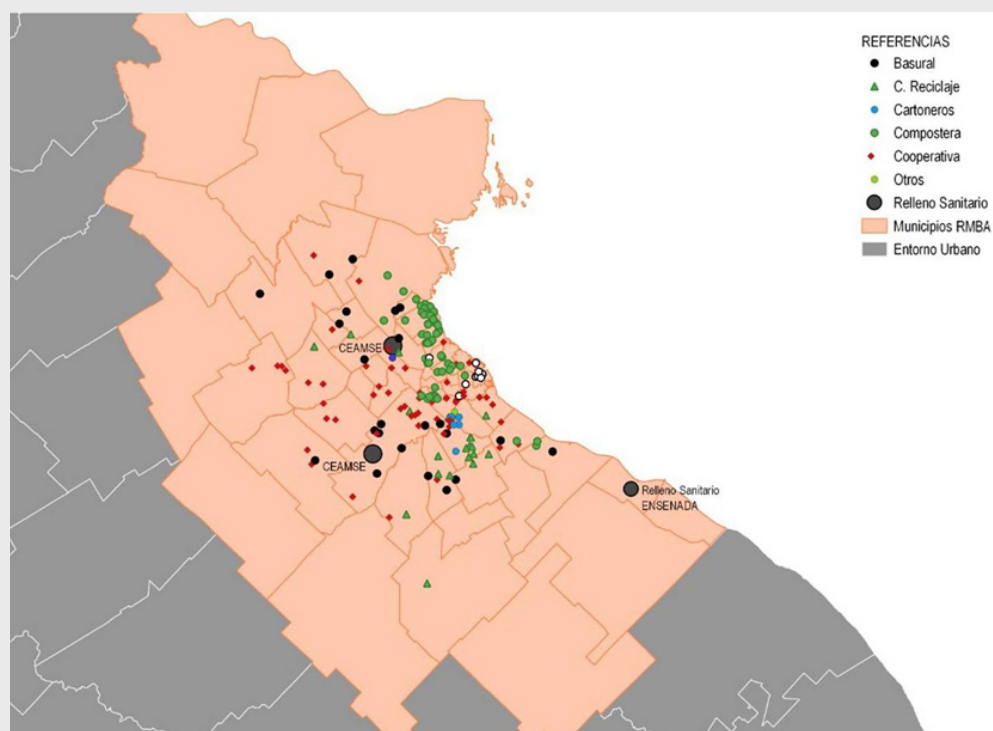 REFERENCIAS
Basural
C. Reciclaje
Cartoneros
Compostera
Cooperativa
Otros
Relleno Sanitario
Municipios RMBA
Entorno Urbano
CEAMSE
CEAMSE
Relleno Sanitario
ENSENADA